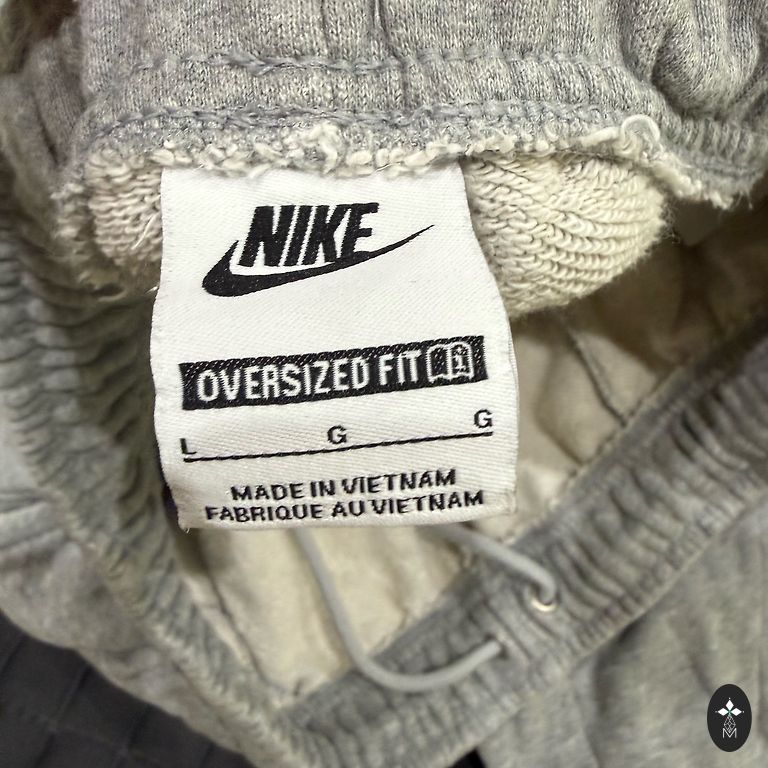 NIKE
OVERSIZED FIT
L G G
MADE IN VIETNAM
FABRIQUE AU VIETNAM
M